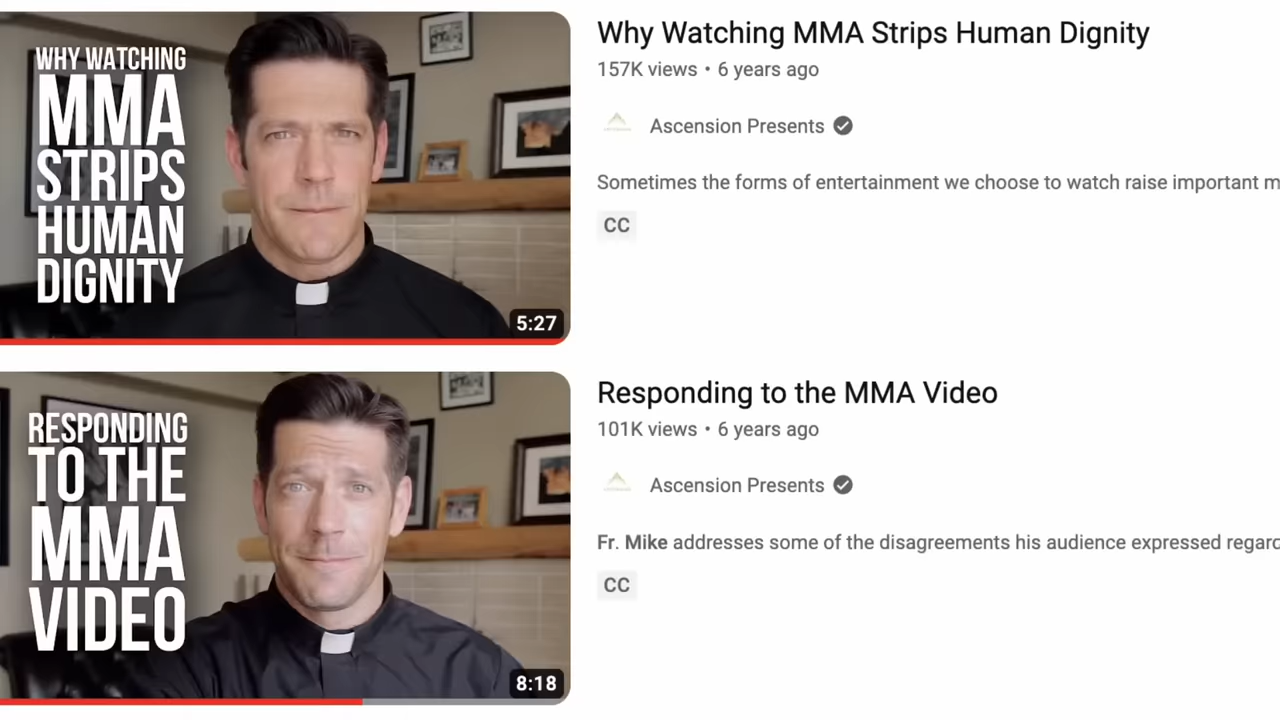 WHY WATCHING
MMA
STRIPS
HUMAN
DIGNITY
5:27
Why Watching MMA Strips Human Dignity
157K views • 6 years ago
Ascension Presents
Sometimes the forms of entertainment we choose to watch raise important m
CC
RESPONDING
TO THE
MMA
VIDEO
8:18
Responding to the MMA Video
101K views • 6 years ago
Ascension Presents
Fr. Mike addresses some of the disagreements his audience expressed regard
CC